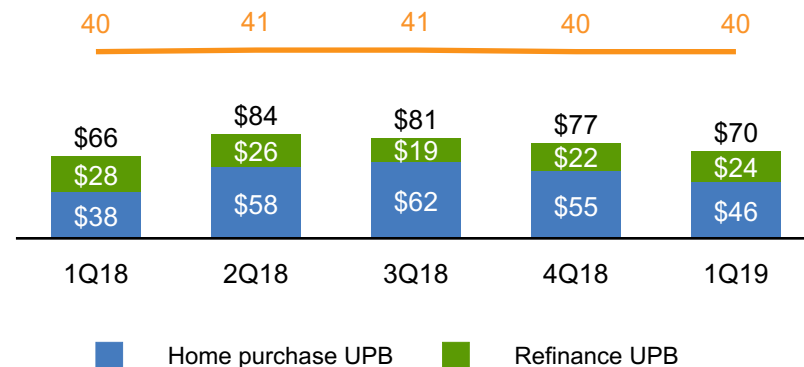 40 41 41 40 40
$66 $84 $81 $77 $70
$28 $26 $19 $22 $24
$38 $58 $62 $55 $46
1Q18 2Q18 3Q18 4Q18 1Q19
Home purchase UPB Refinance UPB